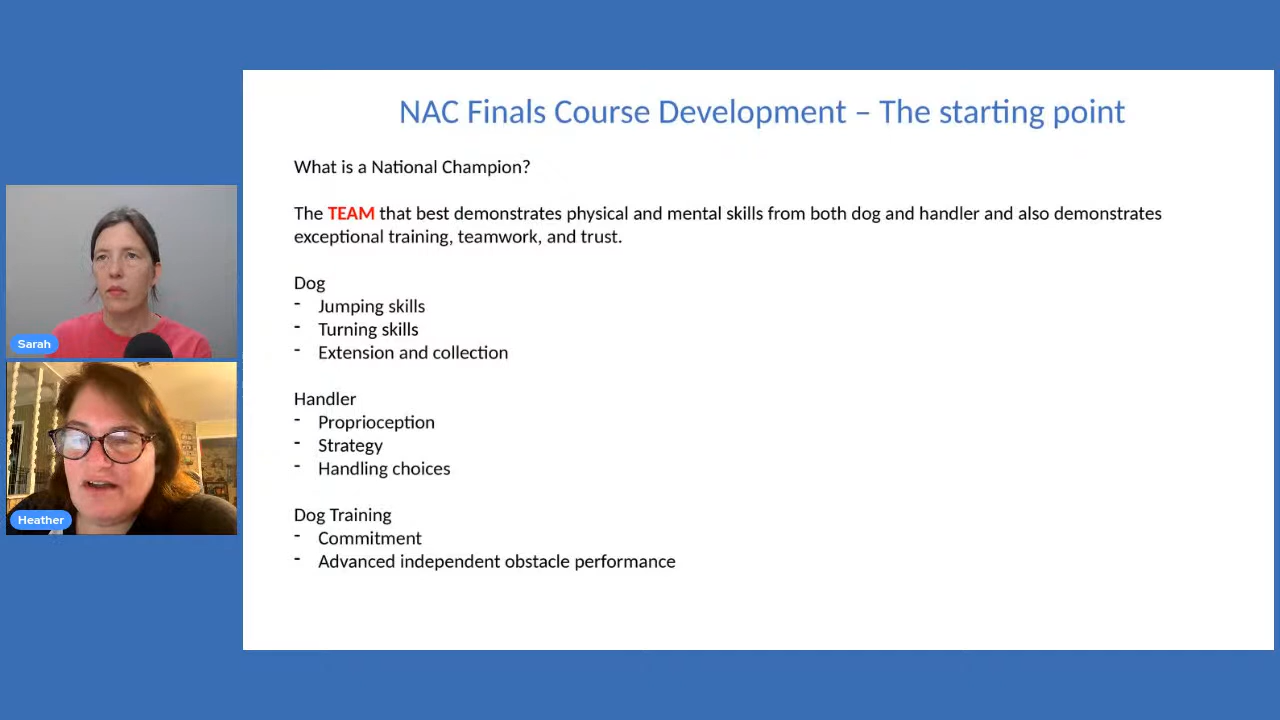 NAC Finals Course Development – The starting point
What is a National Champion?
The TEAM that best demonstrates physical and mental skills from both dog and handler and also demonstrates
exceptional training, teamwork, and trust.
Dog
- Jumping skills
- Turning skills
- Extension and collection
Handler
- Proprioception
- Strategy
- Handling choices
Dog Training
- Commitment
- Advanced independent obstacle performance
Sarah
Heather